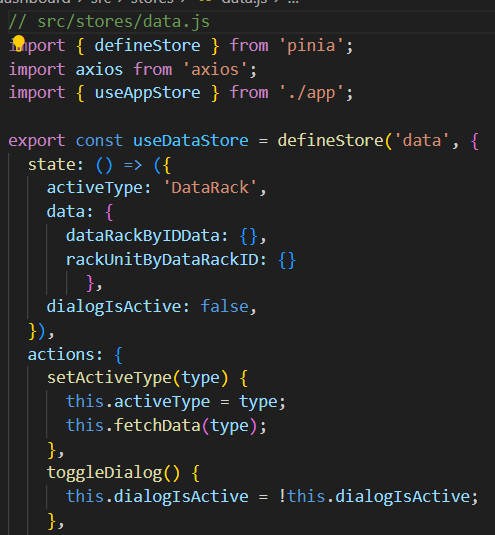 dashboard > src > stores > data.js > ...
// src/stores/data.js
import { defineStore } from 'pinia';
import axios from 'axios';
import { useAppStore } from './app';
export const useDataStore = defineStore('data', {
state: () => ({
activeType: 'DataRack',
data: {
dataRackByIDData: {},
rackUnitByDataRackID: {}
},
dialogIsActive: false,
}),
actions: {
setActiveType(type) {
this.activeType = type;
this.fetchData(type);
},
toggleDialog() {
this.dialogIsActive = !this.dialogIsActive;
},